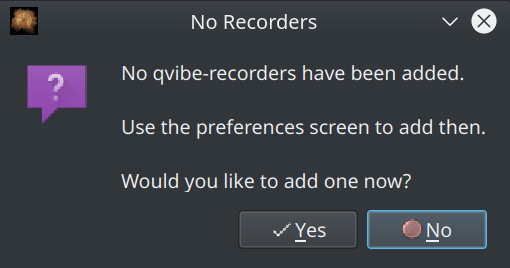 No Recorders
No qvibe-recorders have been added.
Use the preferences screen to add then.
Would you like to add one now?
Yes
No